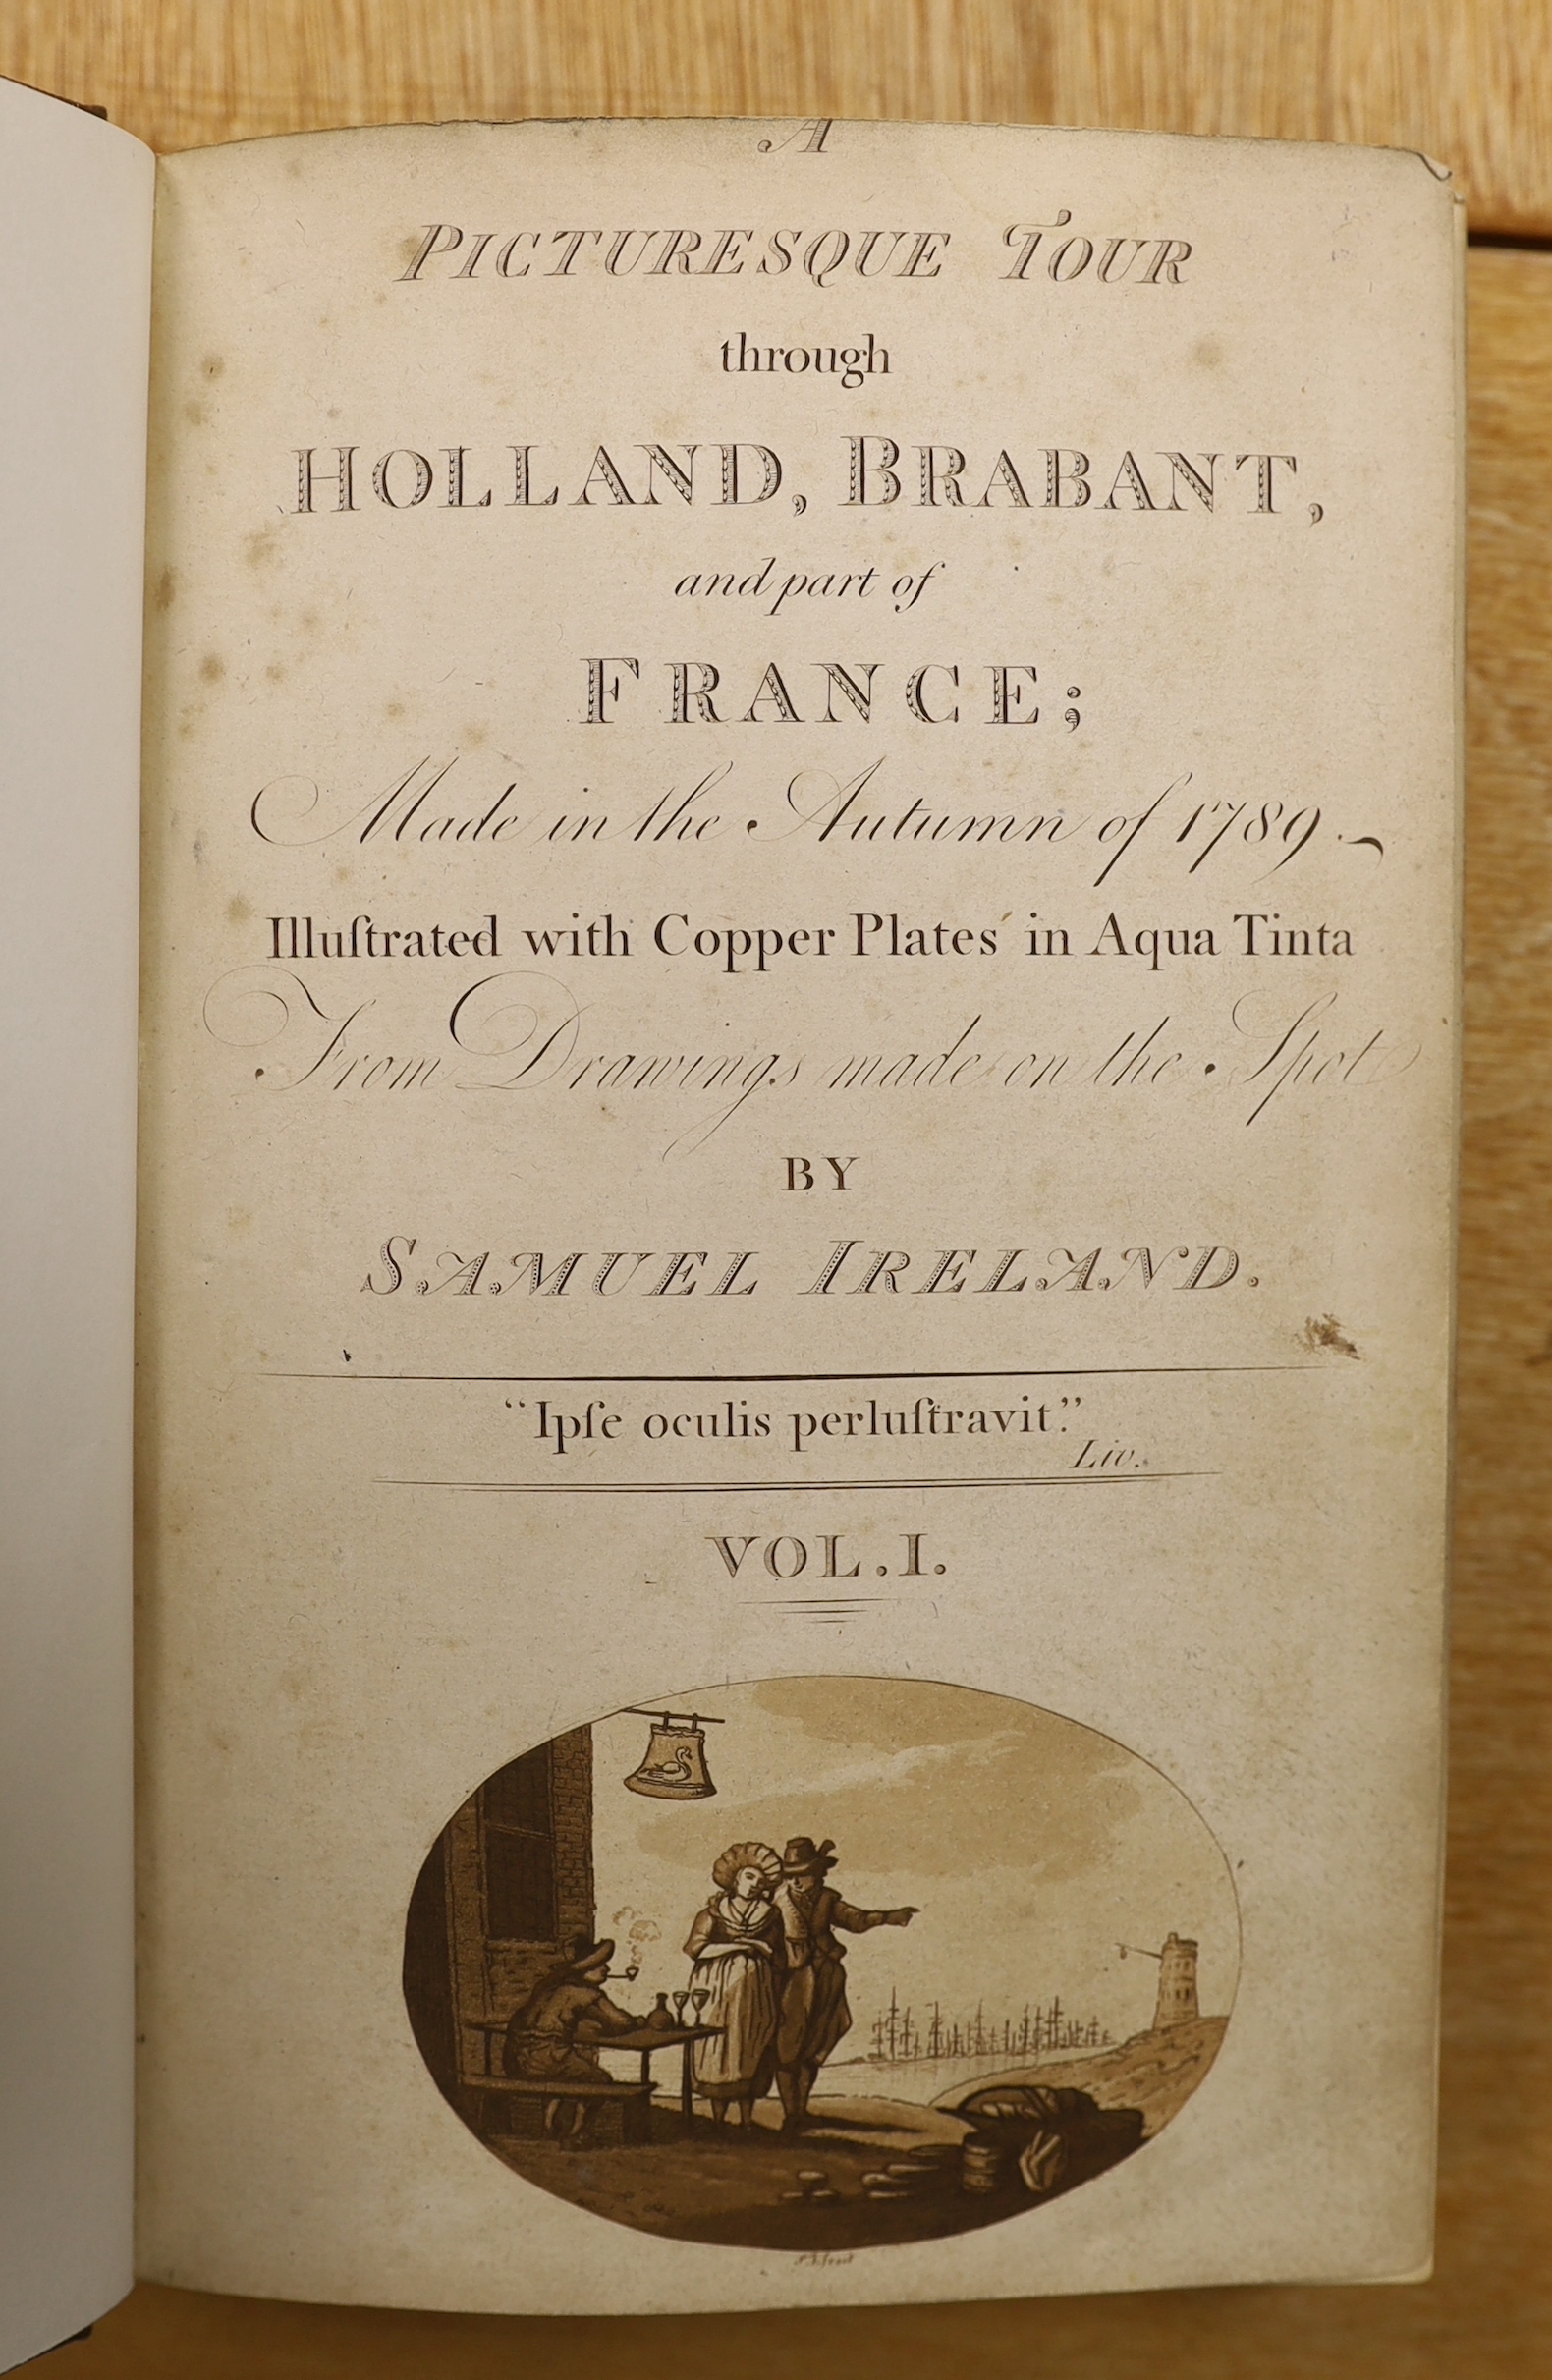 A
PICTURESQUE TOUR
through
HOLLAND, BRABANT,
and part of
FRANCE;
Made in the Autumn of 1789.
Illuſtrated with Copper Plates in Aqua Tinta
From Drawings made on the Spot
BY
SAMUEL IRELAND.
“Ipſe oculis perluſtravit.”
Liv.
VOL. I.